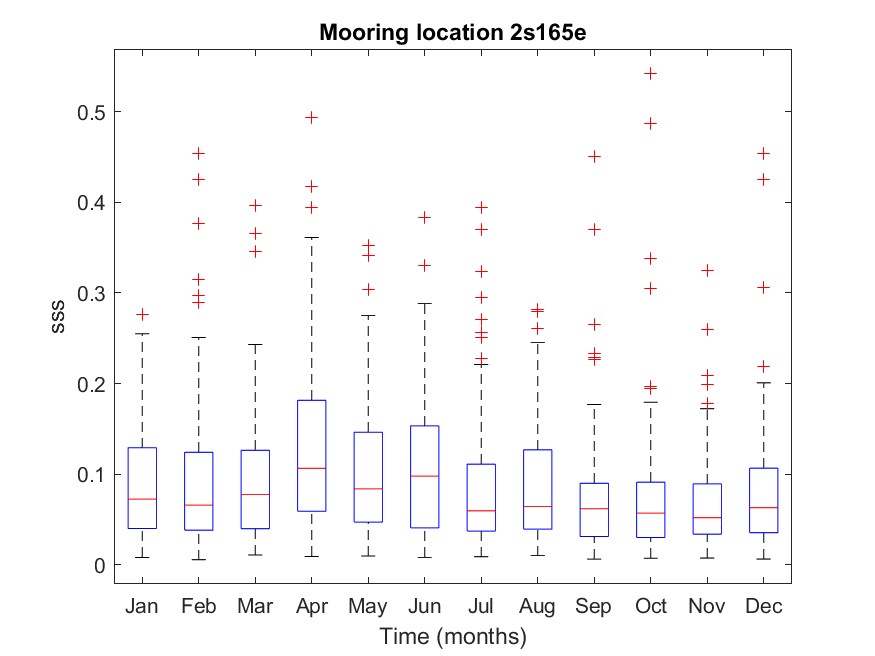 Mooring location 2s165e
0.5
0.4
0.3
0.2
0.1
0
sss
Jan Feb Mar Apr May Jun Jul Aug Sep Oct Nov Dec
Time (months)